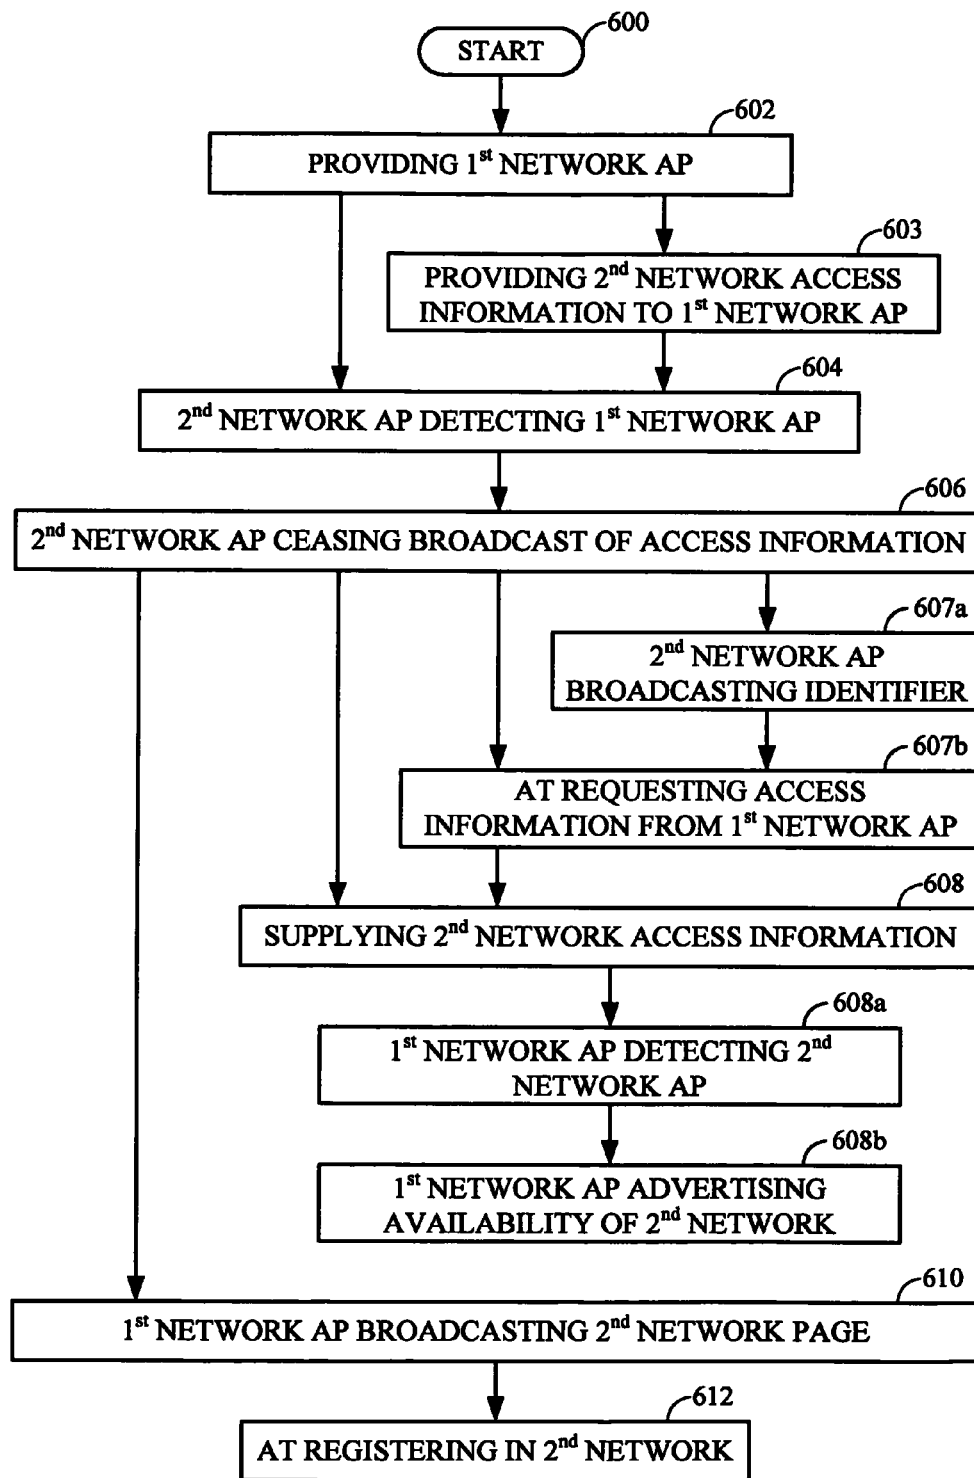 600
START
602
PROVIDING 1st NETWORK AP
603
PROVIDING 2nd NETWORK ACCESS
INFORMATION TO 1st NETWORK AP
604
2nd NETWORK AP DETECTING 1st NETWORK AP
606
2nd NETWORK AP CEASING BROADCAST OF ACCESS INFORMATION
607a
2nd NETWORK AP
BROADCASTING IDENTIFIER
607b
AT REQUESTING ACCESS
INFORMATION FROM 1st NETWORK AP
608
SUPPLYING 2nd NETWORK ACCESS INFORMATION
608a
1st NETWORK AP DETECTING 2nd
NETWORK AP
608b
1st NETWORK AP ADVERTISING
AVAILABILITY OF 2nd NETWORK
610
1st NETWORK AP BROADCASTING 2nd NETWORK PAGE
612
AT REGISTERING IN 2nd NETWORK